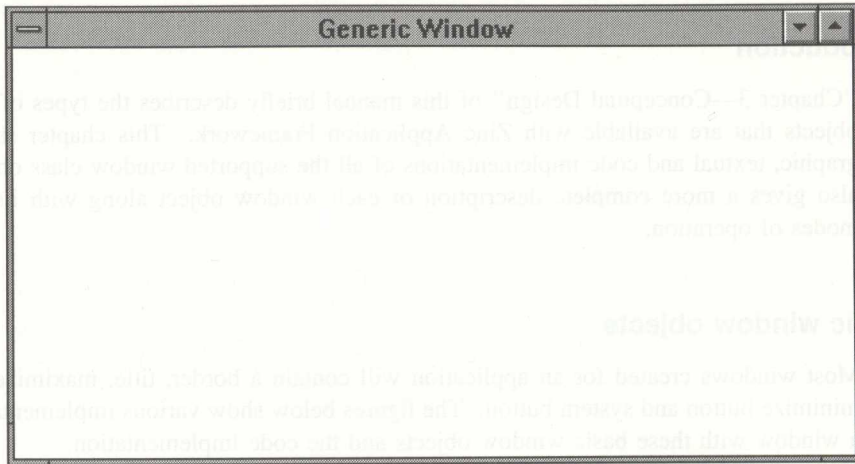 Generic Window
"Chapter 3—Conceptual Design" of this manual briefly describes the types
objects that are available with Zinc Application Framework. This chapter
graphic, textual and code implementations of all the supported window class
also gives a more complete description of each window object along with
modes of operation.
window objects
Most windows created for an application will contain a border, title,
minimize button and system button. The figures below show various
window with these basic window objects and the code implementation.